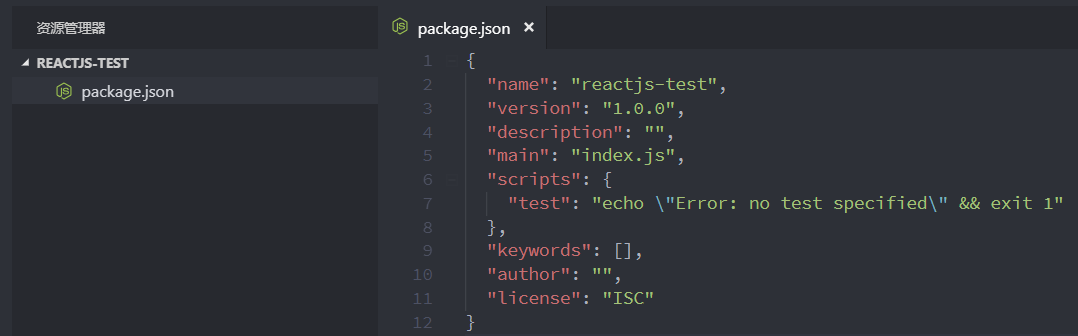 资源管理器
REACTJS-TEST
package.json
package.json ×
1 {
2 "name": "reactjs-test",
3 "version": "1.0.0",
4 "description": "",
5 "main": "index.js",
6 "scripts": {
7 "test": "echo \"Error: no test specified\" && exit 1"
8 },
9 "keywords": [],
10 "author": "",
11 "license": "ISC"
12 }